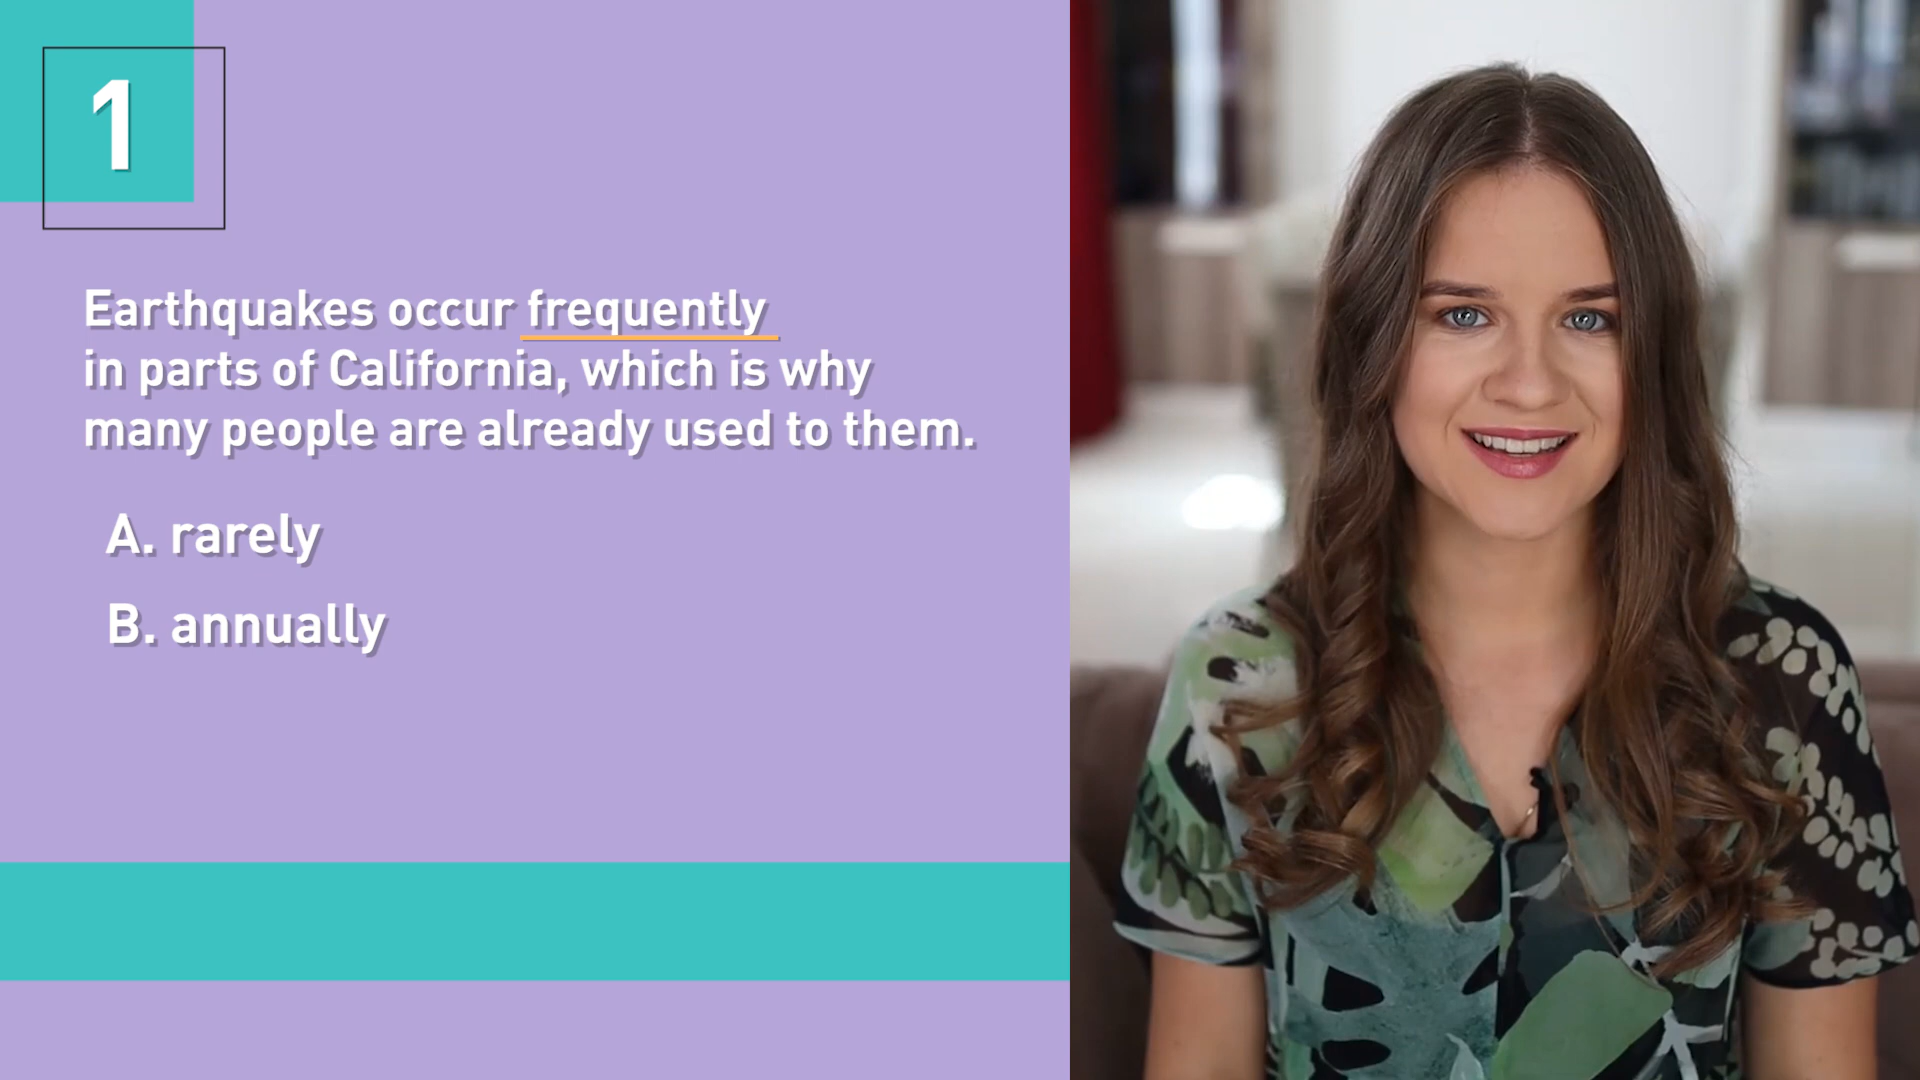 1
Earthquakes occur frequently
in parts of California, which is why
many people are already used to them.
A. rarely
B. annually